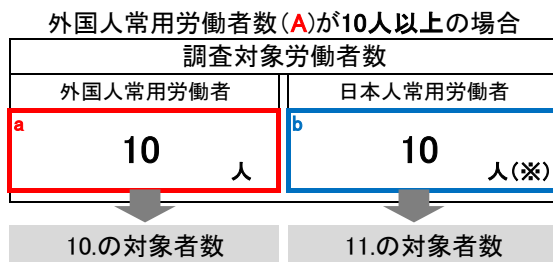 外国人常用労働者数（A）が10人以上の場合
調査対象労働者数
外国人常用労働者 日本人常用労働者
a b
10 10
人 人（※）
10.の対象者数 11.の対象者数